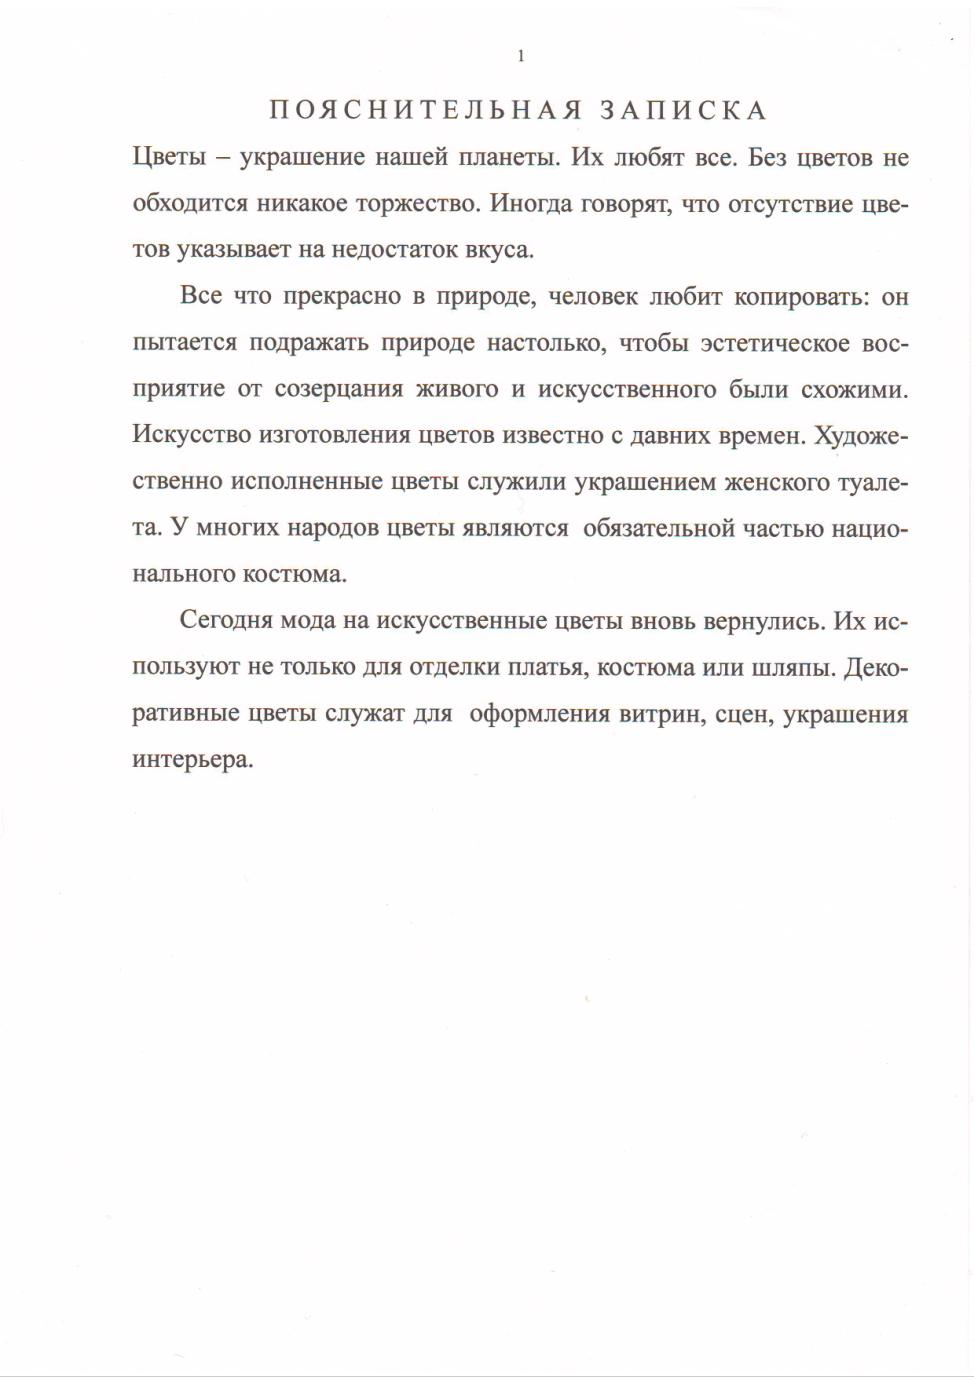 1
ПОЯСНИТЕЛЬНАЯ ЗАПИСКА
Цветы – украшение нашей планеты. Их любят все. Без цветов не
обходится никакое торжество. Иногда говорят, что отсутствие цве-
тов указывает на недостаток вкуса.
Все что прекрасно в природе, человек любит копировать: он
пытается подражать природе настолько, чтобы эстетическое вос-
приятие от созерцания живого и искусственного были схожими.
Искусство изготовления цветов известно с давних времен. Художе-
ственно исполненные цветы служили украшением женского туале-
та. У многих народов цветы являются обязательной частью нацио-
нального костюма.
Сегодня мода на искусственные цветы вновь вернулись. Их ис-
пользуют не только для отделки платья, костюма или шляпы. Деко-
ративные цветы служат для оформления витрин, сцен, украшения
интерьера.